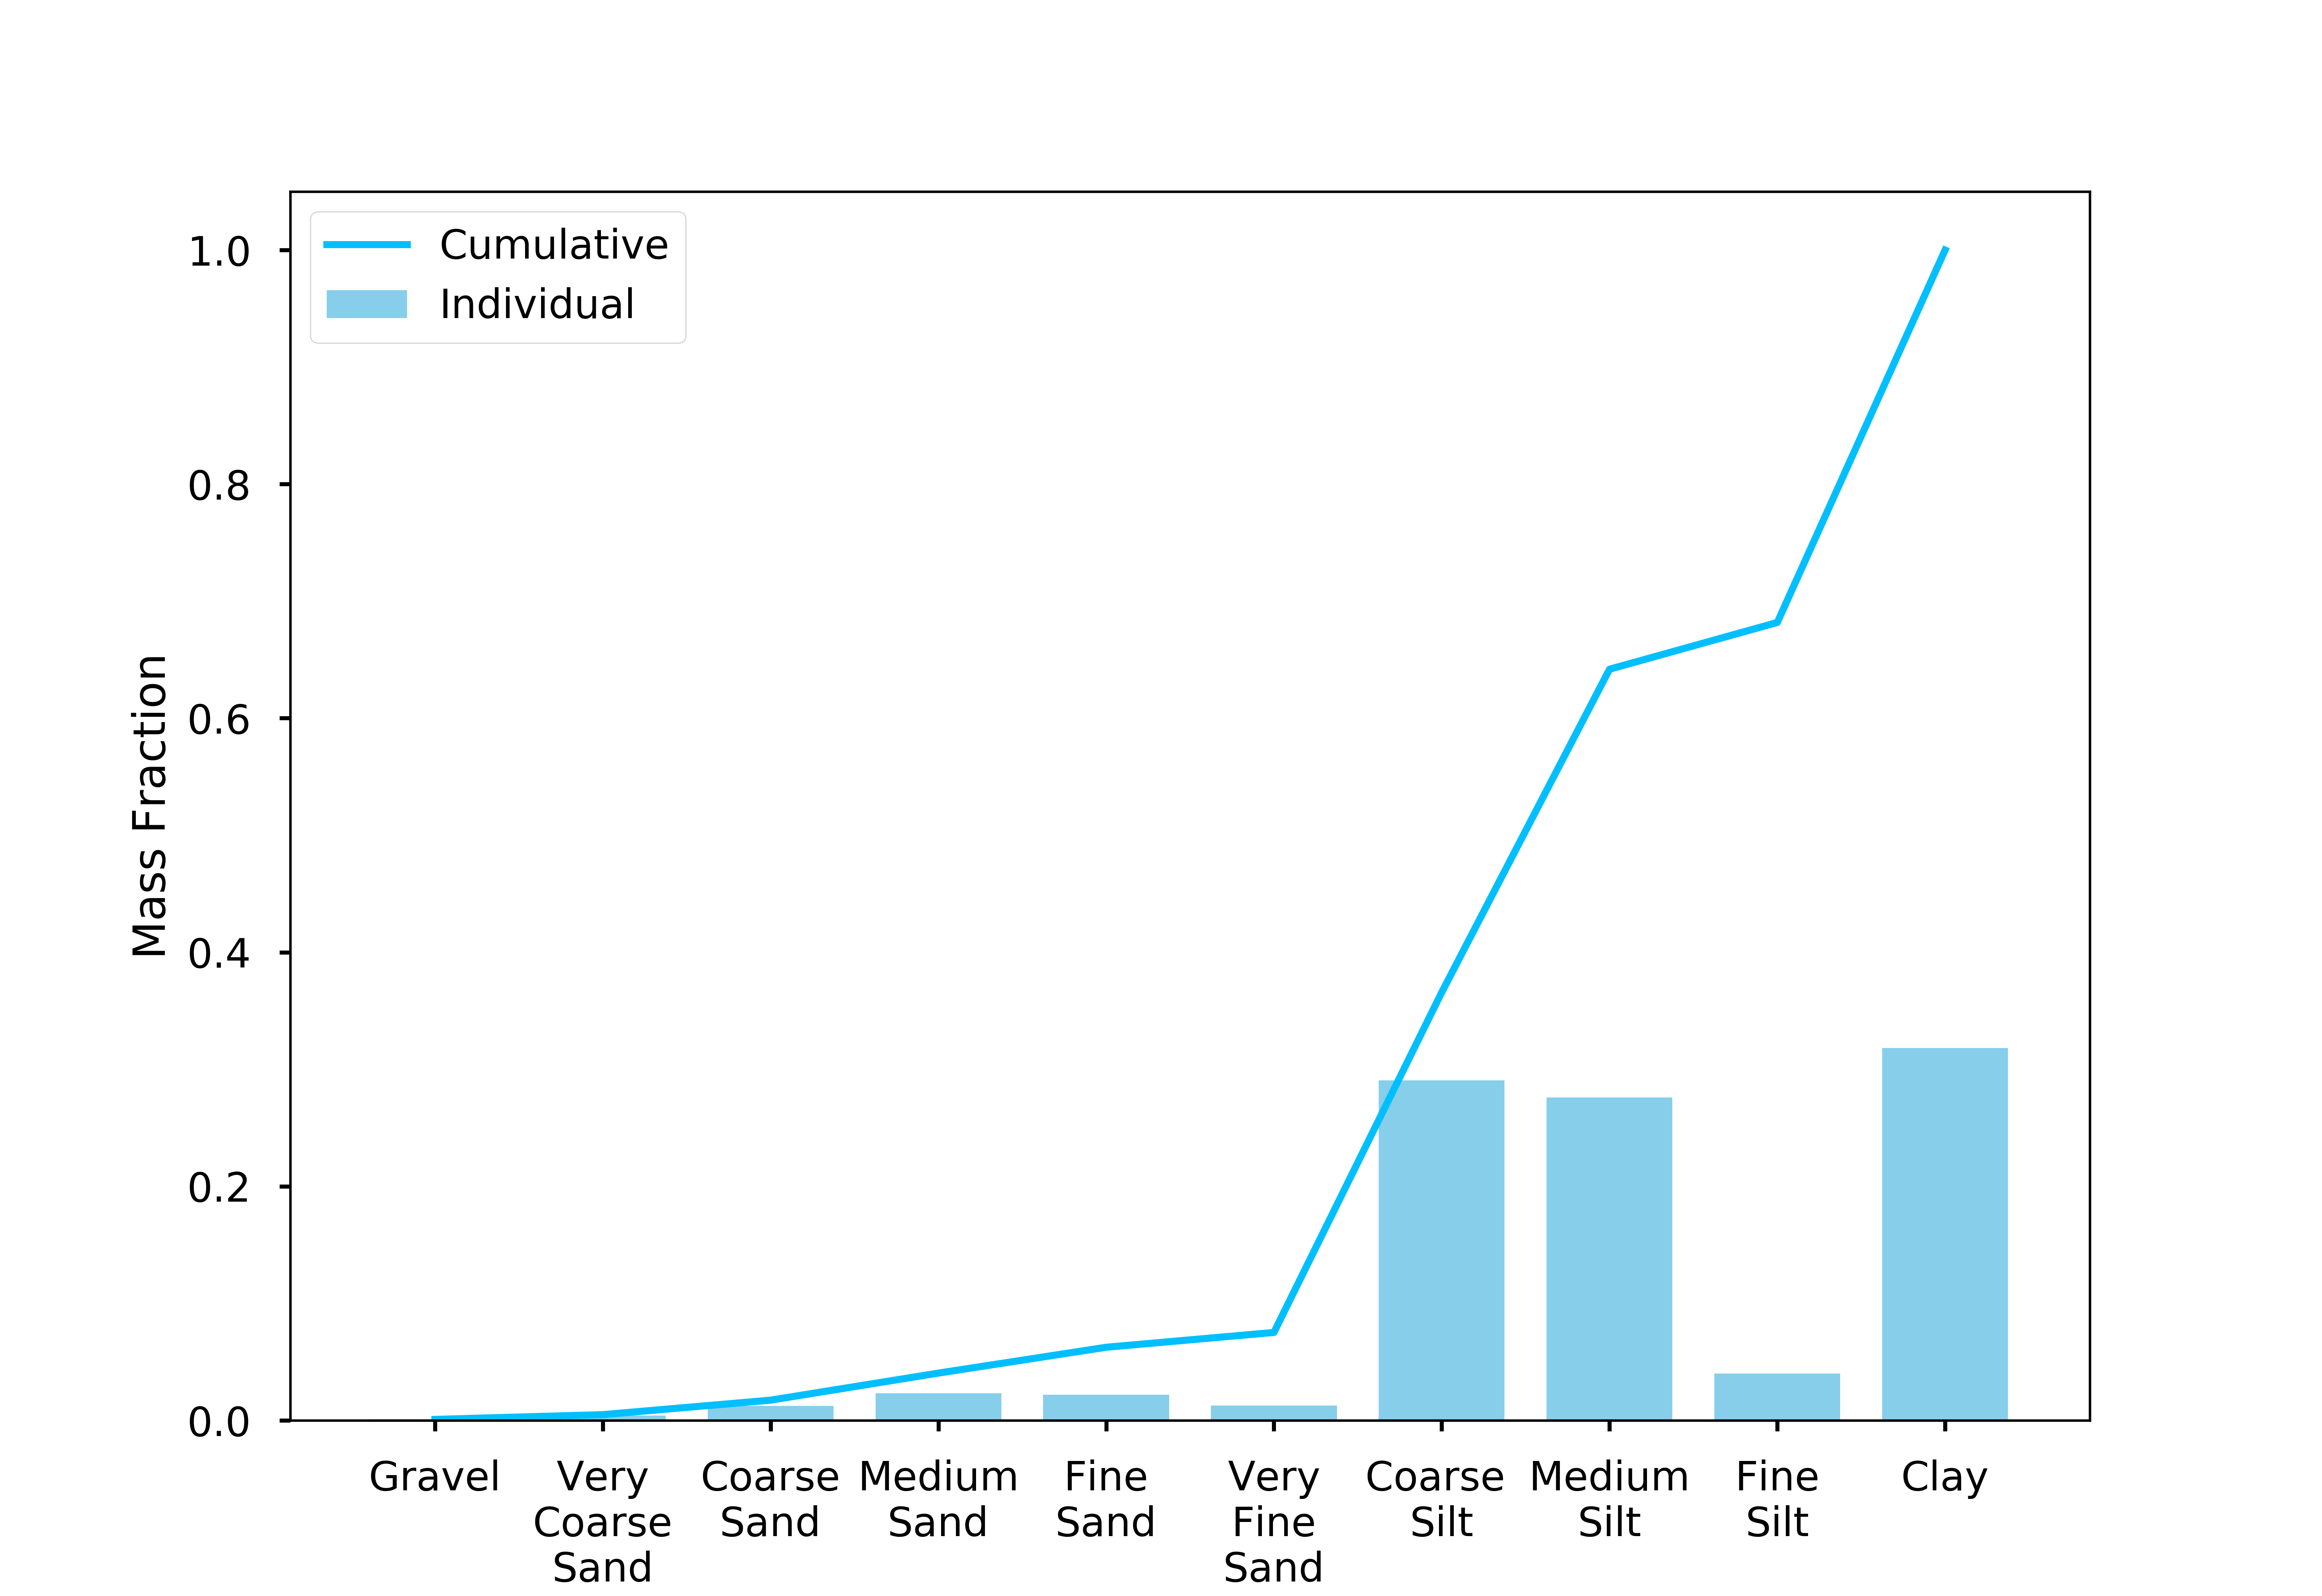 Cumulative
Individual
1.0
0.8
0.6
0.4
0.2
0.0
Mass Fraction
Gravel
Very
Coarse
Sand
Coarse
Sand
Medium
Sand
Fine
Sand
Very
Fine
Sand
Coarse
Silt
Medium
Silt
Fine
Silt
Clay